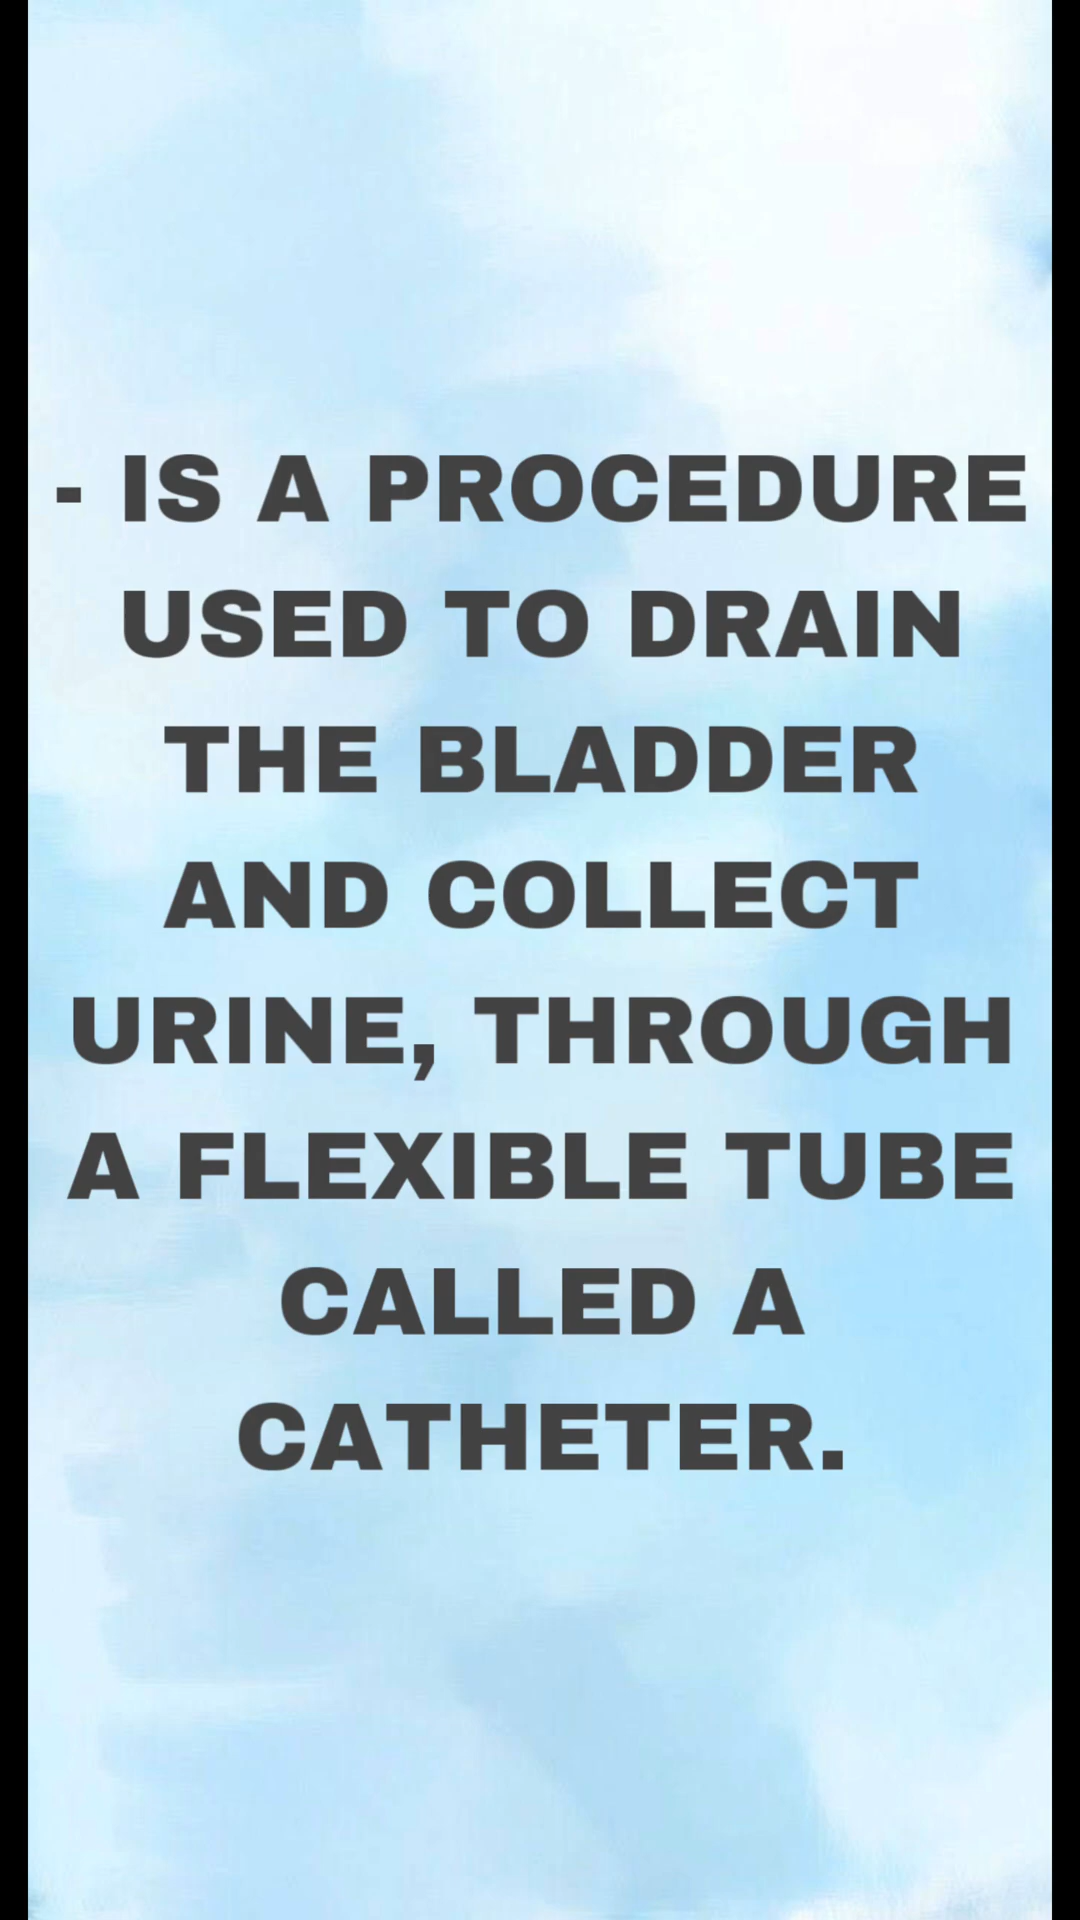 - IS A PROCEDURE
USED TO DRAIN
THE BLADDER
AND COLLECT
URINE, THROUGH
A FLEXIBLE TUBE
CALLED A
CATHETER.